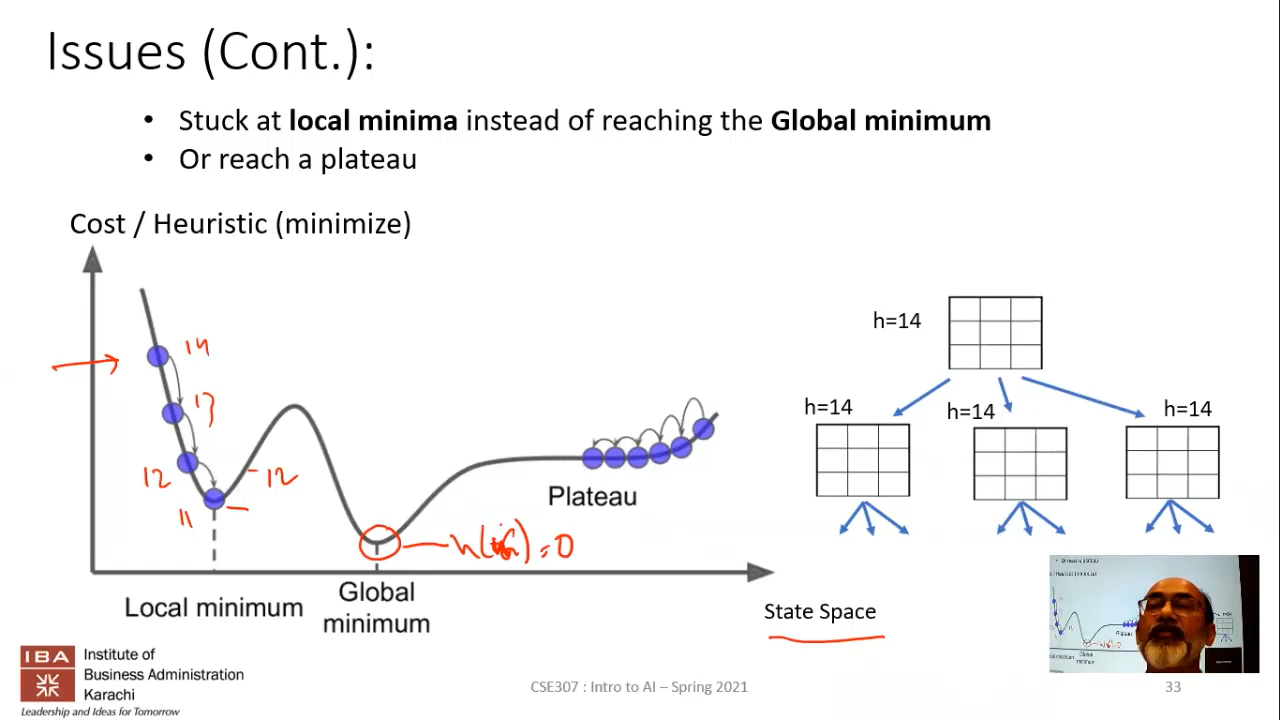 Issues (Cont.):
• Stuck at local minima instead of reaching the Global minimum
• Or reach a plateau
Cost / Heuristic (minimize)
14
13
12
11
12
Plateau
= 0
Local minimum
Global
minimum
State Space
h=14
h=14
h=14
h=14
IBA
Institute of
Business Administration
Karachi
Leadership and Ideas for Tomorrow
CSE307 : Intro to AI – Spring 2021
33